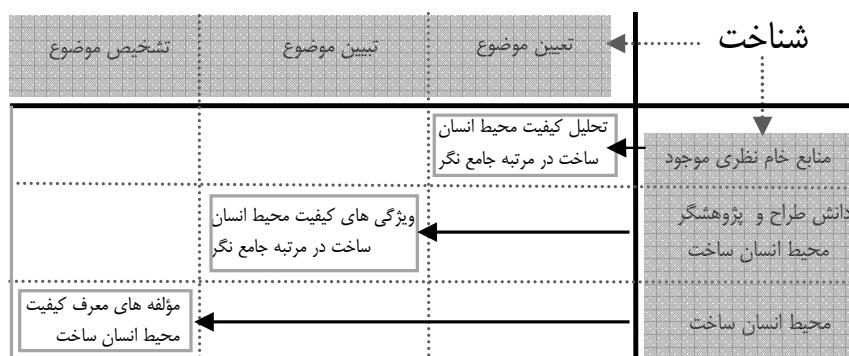 شناخت
تعیین موضوع
تبیین موضوع
تشخیص موضوع
منابع خام نظری موجود
تحلیل کیفیت محیط انسان
ساخت در مرتبه جامع نگر
دانش طراح و پژوهشگر
محیط انسان ساخت
ویژگی های کیفیت محیط انسان
ساخت در مرتبه جامع نگر
محیط انسان ساخت
مؤلفه های معرف کیفیت
محیط انسان ساخت